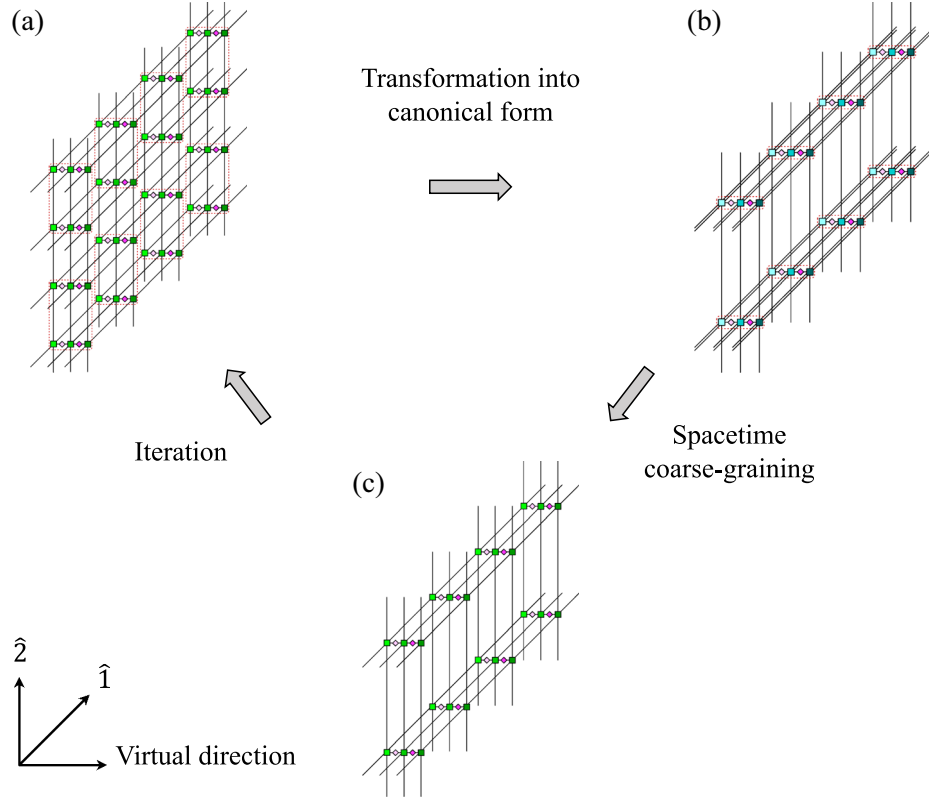 (a)
(b)
Transformation into
canonical form
Iteration
Spacetime
coarse-graining
(c)
2̂
1̂
Virtual direction